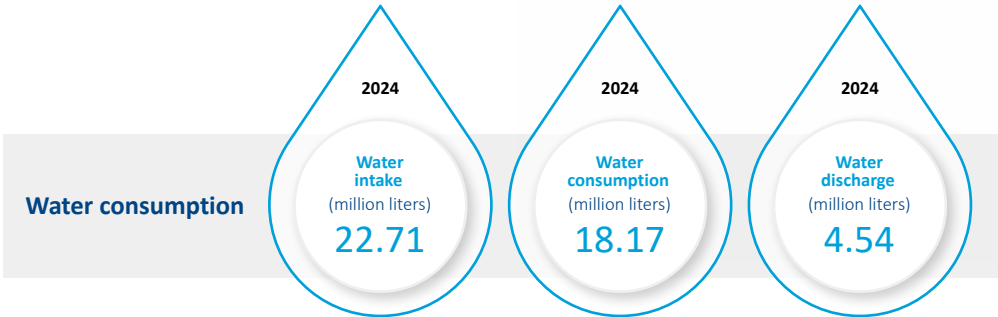 2024
2024
2024
Water consumption
Water
intake
(million liters)
22.71
Water
consumption
(million liters)
18.17
Water
discharge
(million liters)
4.54